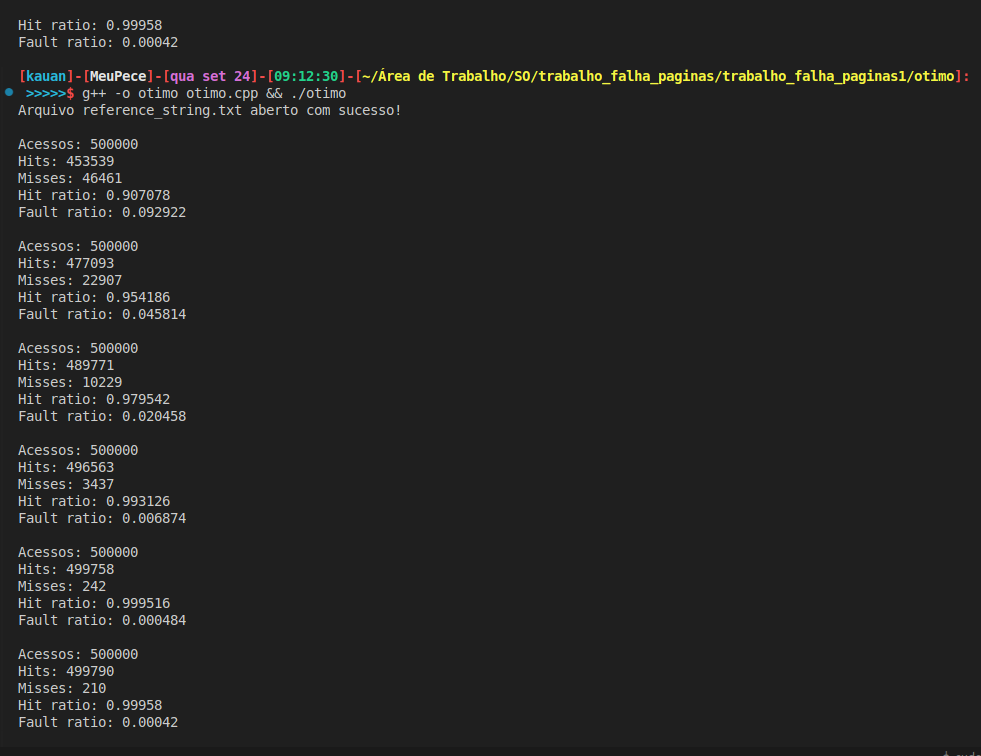 Hit ratio: 0.99958
Fault ratio: 0.00042
[kauan]-[MeuPece]-[qua set 24]-[09:12:30]-[~/Área de Trabalho/SO/trabalho_falha_paginas/trabalho_falha_paginas1/otimo]:
>>>>>$ g++ -o otimo otimo.cpp && ./otimo
Arquivo reference_string.txt aberto com sucesso!
Acessos: 500000
Hits: 453539
Misses: 46461
Hit ratio: 0.907078
Fault ratio: 0.092922
Acessos: 500000
Hits: 477093
Misses: 22907
Hit ratio: 0.954186
Fault ratio: 0.045814
Acessos: 500000
Hits: 489771
Misses: 10229
Hit ratio: 0.979542
Fault ratio: 0.020458
Acessos: 500000
Hits: 496563
Misses: 3437
Hit ratio: 0.993126
Fault ratio: 0.006874
Acessos: 500000
Hits: 499758
Misses: 242
Hit ratio: 0.999516
Fault ratio: 0.000484
Acessos: 500000
Hits: 499790
Misses: 210
Hit ratio: 0.99958
Fault ratio: 0.00042